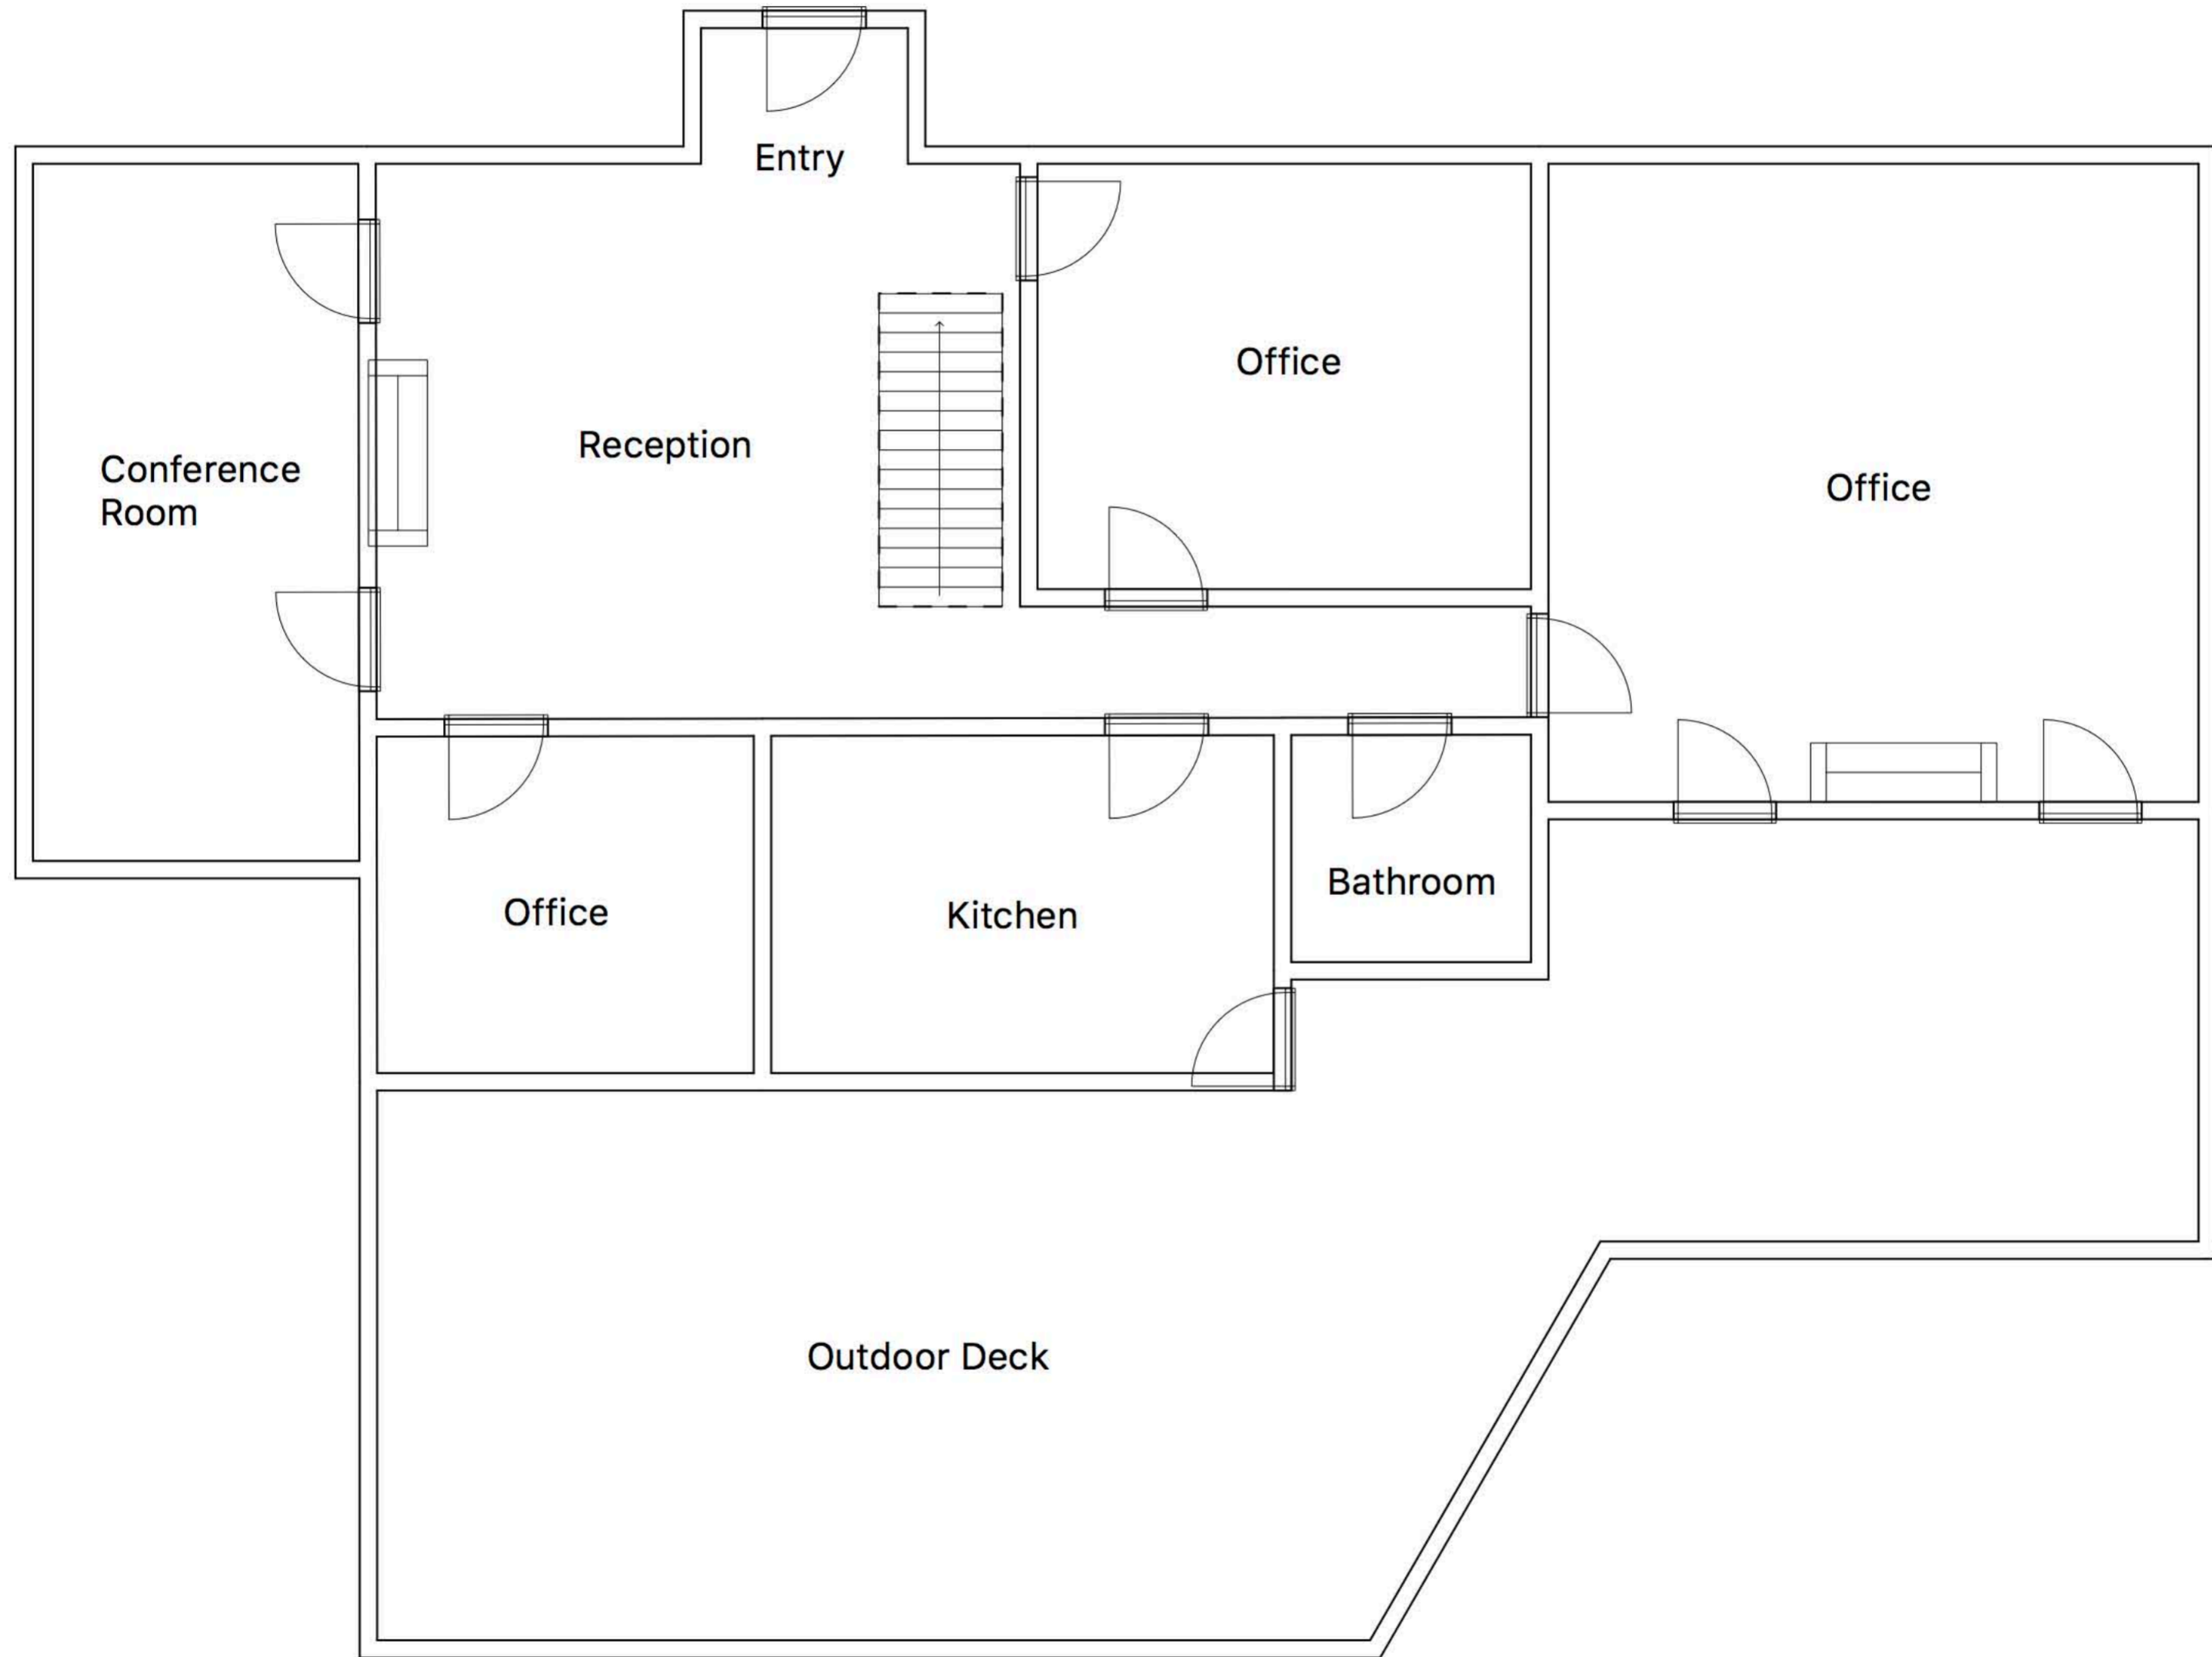 Entry
Office
Reception
Conference
Room
Office
Office
Kitchen
Bathroom
Outdoor Deck